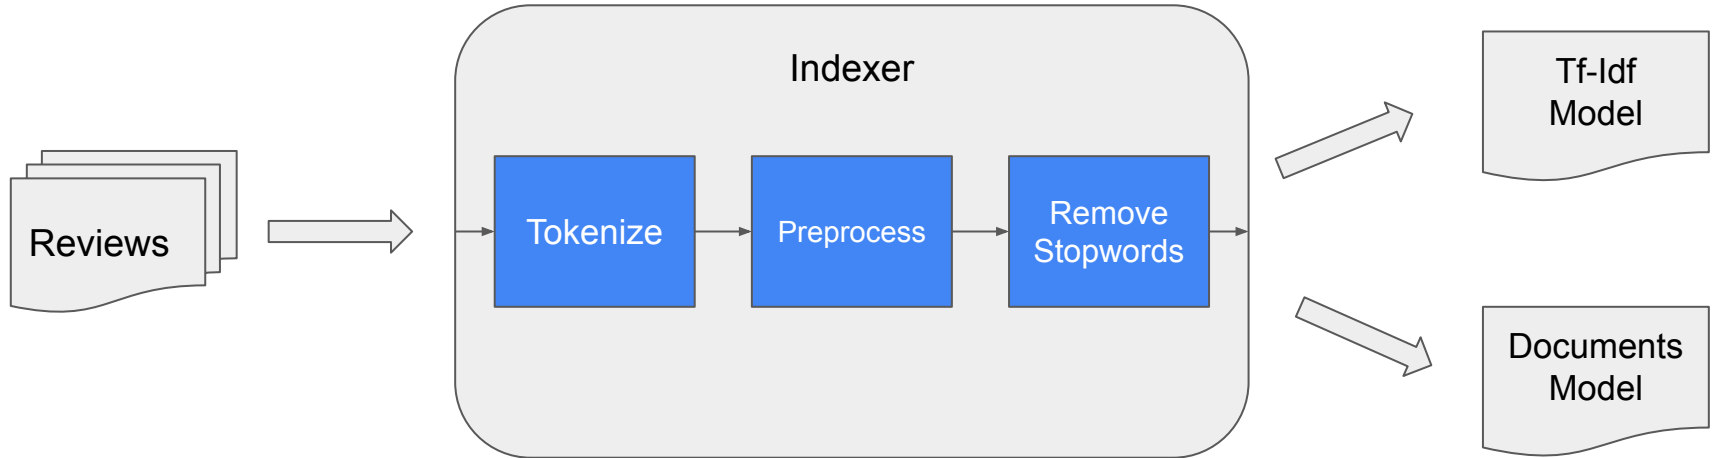 Reviews
Indexer
Tokenize
Preprocess
Remove
Stopwords
Tf-Idf
Model
Documents
Model